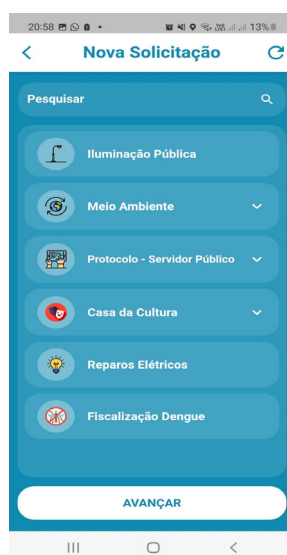 20:58 13%
Nova Solicitação
Pesquisar
Iluminação Pública
Meio Ambiente
Protocolo - Servidor Público
Casa da Cultura
Reparos Elétricos
Fiscalização Dengue
AVANÇAR